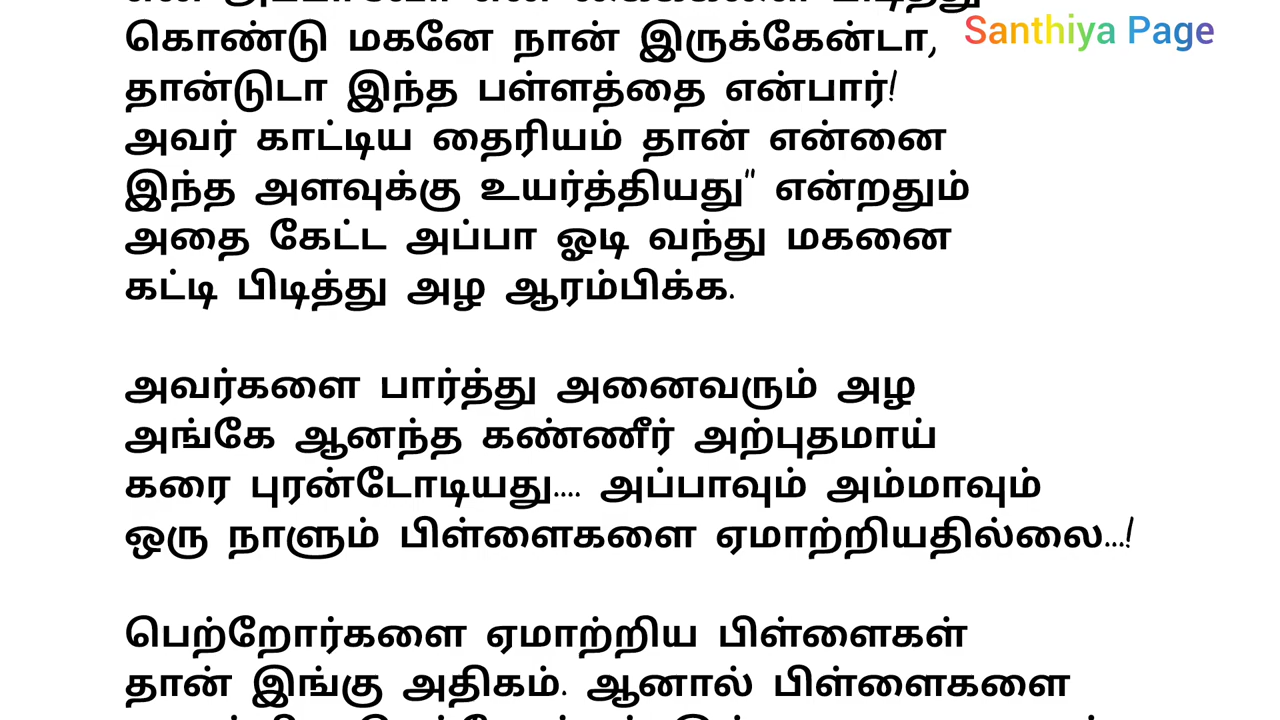 Santhiya Page
கொண்டு மகனே நான் இருக்கேன்டா,
தான்டுடா இந்த பள்ளத்தை என்பார்!
அவர் காட்டிய தைரியம் தான் என்னை
இந்த அளவுக்கு உயர்த்தியது" என்றதும்
அதை கேட்ட அப்பா ஓடி வந்து மகனை
கட்டி பிடித்து அழ ஆரம்பிக்க.
அவர்களை பார்த்து அனைவரும் அழ
அங்கே ஆனந்த கண்ணீர் அற்புதமாய்
கரை புரன்டோடியது.... அப்பாவும் அம்மாவும்
ஒரு நாளும் பிள்ளைகளை ஏமாற்றியதில்லை...!
பெற்றோர்களை ஏமாற்றிய பிள்ளைகள்
தான் இங்கு அதிகம். ஆனால் பிள்ளைகளை